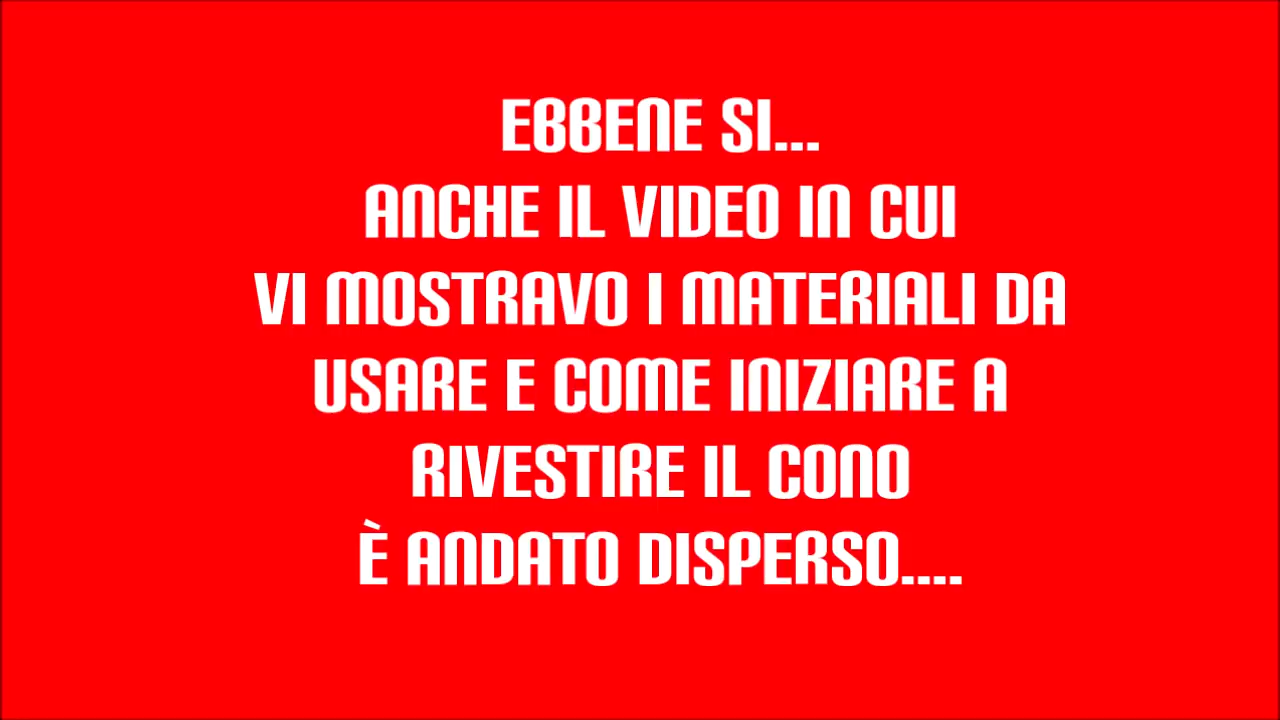 EBBENE SI...
ANCHE IL VIDEO IN CUI
VI MOSTRAVO I MATERIALI DA
USARE E COME INIZIARE A
RIVESTIRE IL CONO
È ANDATO DISPERSO....